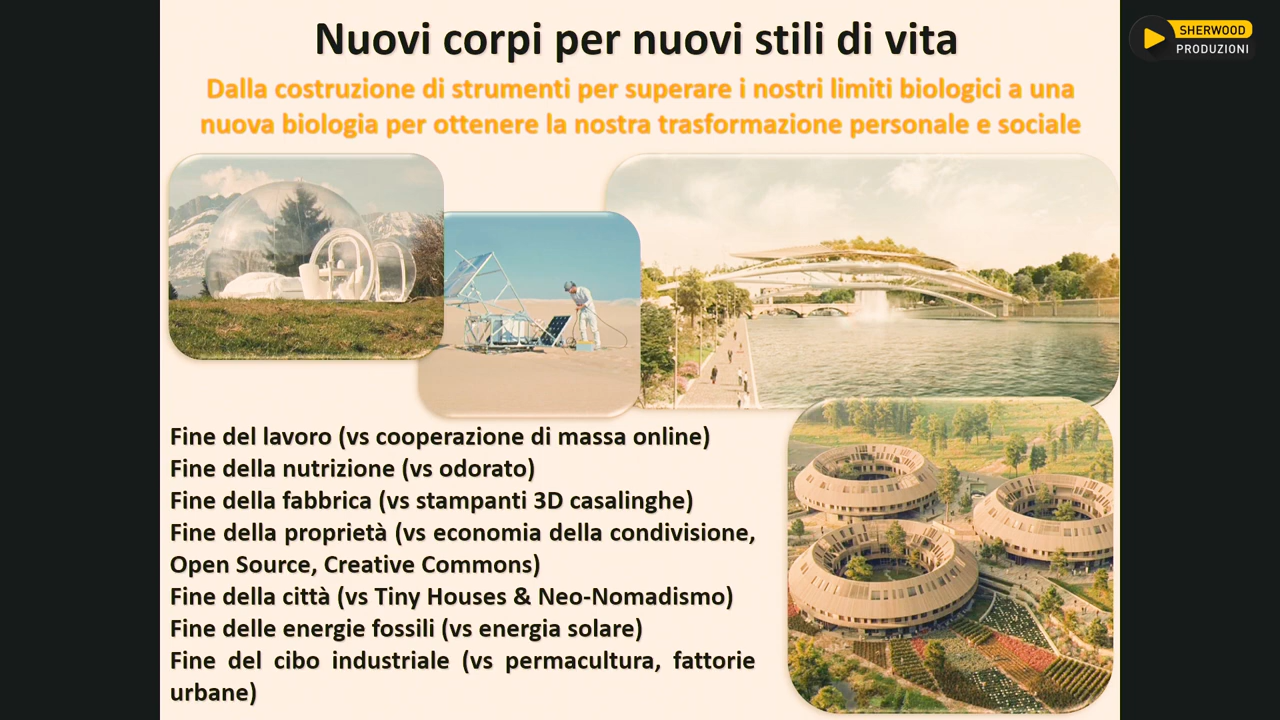 Nuovi corpi per nuovi stili di vita
Dalla costruzione di strumenti per superare i nostri limiti biologici a una
nuova biologia per ottenere la nostra trasformazione personale e sociale
SHERWOOD
PRODUZIONI
Fine del lavoro (vs cooperazione di massa online)
Fine della nutrizione (vs odorato)
Fine della fabbrica (vs stampanti 3D casalinghe)
Fine della proprietà (vs economia della condivisione,
Open Source, Creative Commons)
Fine della città (vs Tiny Houses & Neo-Nomadismo)
Fine delle energie fossili (vs energia solare)
Fine del cibo industriale (vs permacultura, fattorie
urbane)